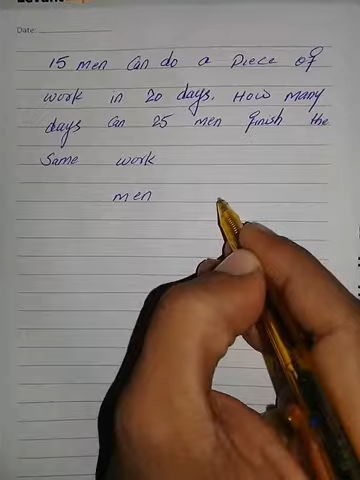 Date:
15 men can do a piece of
work in 20 days. How many
days can 25 men finish the
same work
men